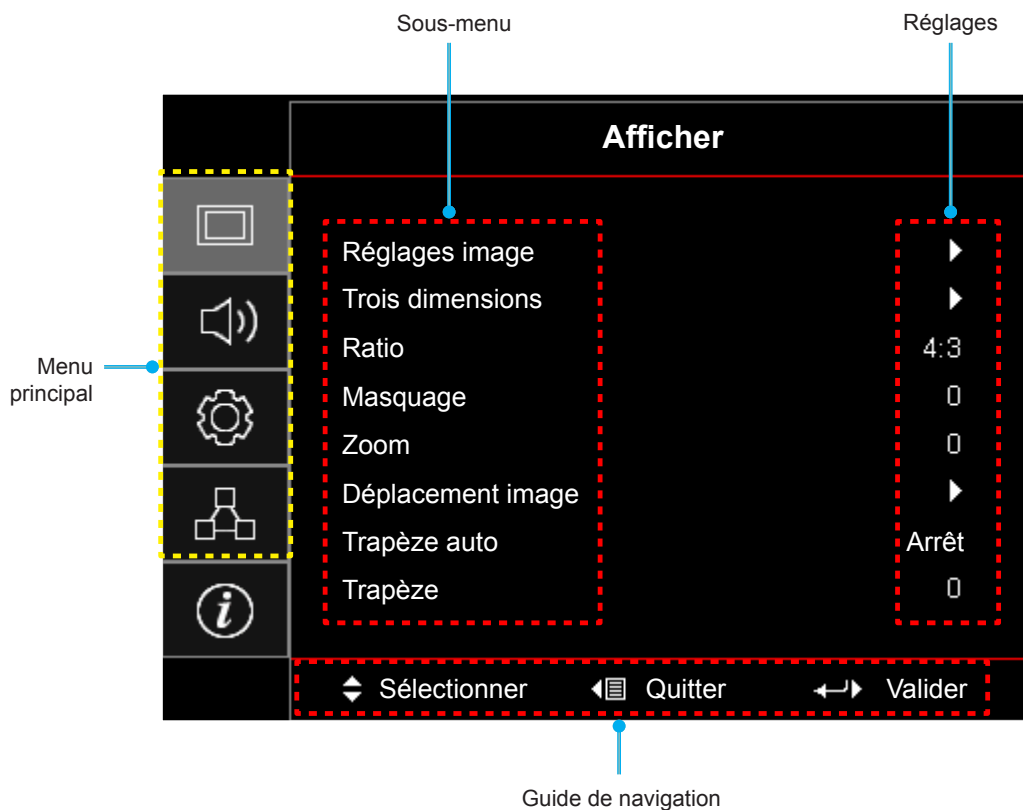 Sous-menu
Réglages
Afficher
Menu
principal
Réglages image
Trois dimensions
Ratio 4:3
Masquage 0
Zoom 0
Déplacement image
Trapèze auto Arrêt
Trapèze 0
i
Sélectionner Quitter Valider
Guide de navigation